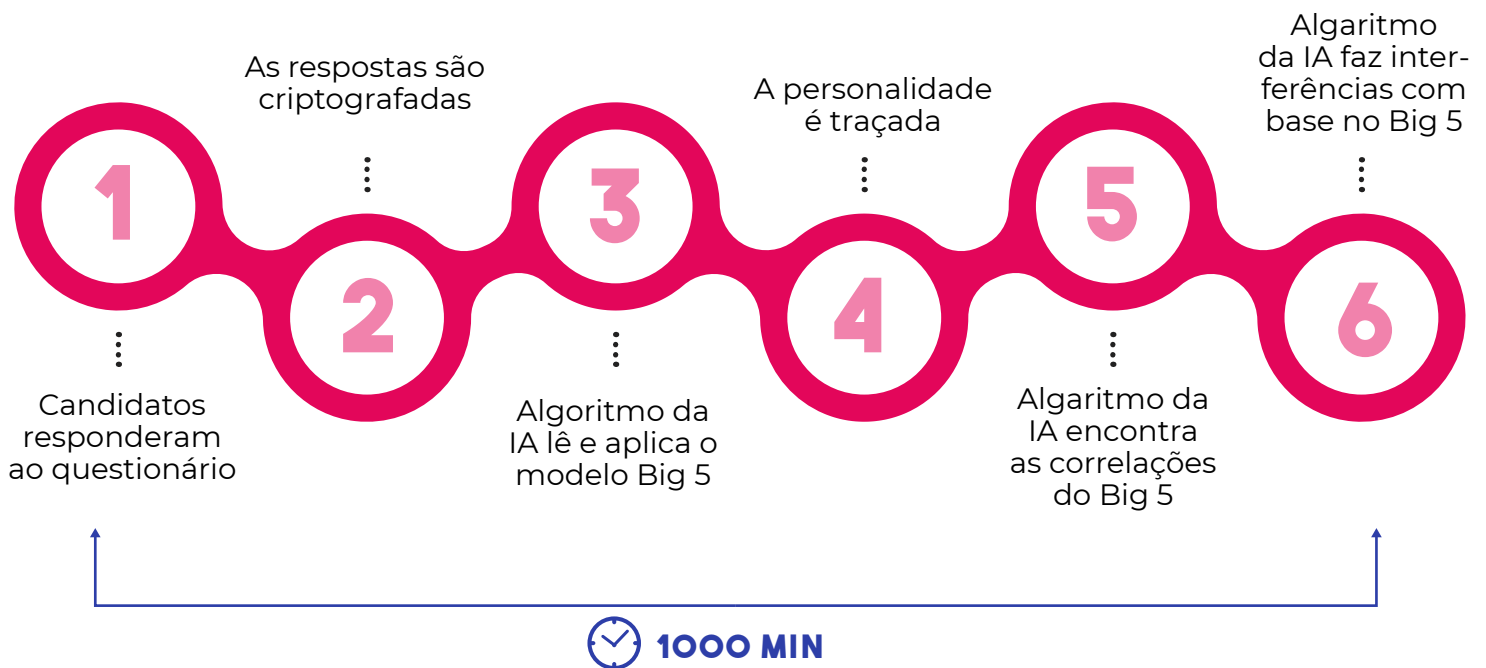 1
Candidatos
responderam
ao questionário
As respostas são
criptografadas
2
3
Algoritmo da
IA lê e aplica o
modelo Big 5
A personalidade
é traçada
4
5
Algaritmo da
IA encontra
as correlações
do Big 5
Algaritmo
da IA faz inter-
ferências com
base no Big 5
6
1000 MIN